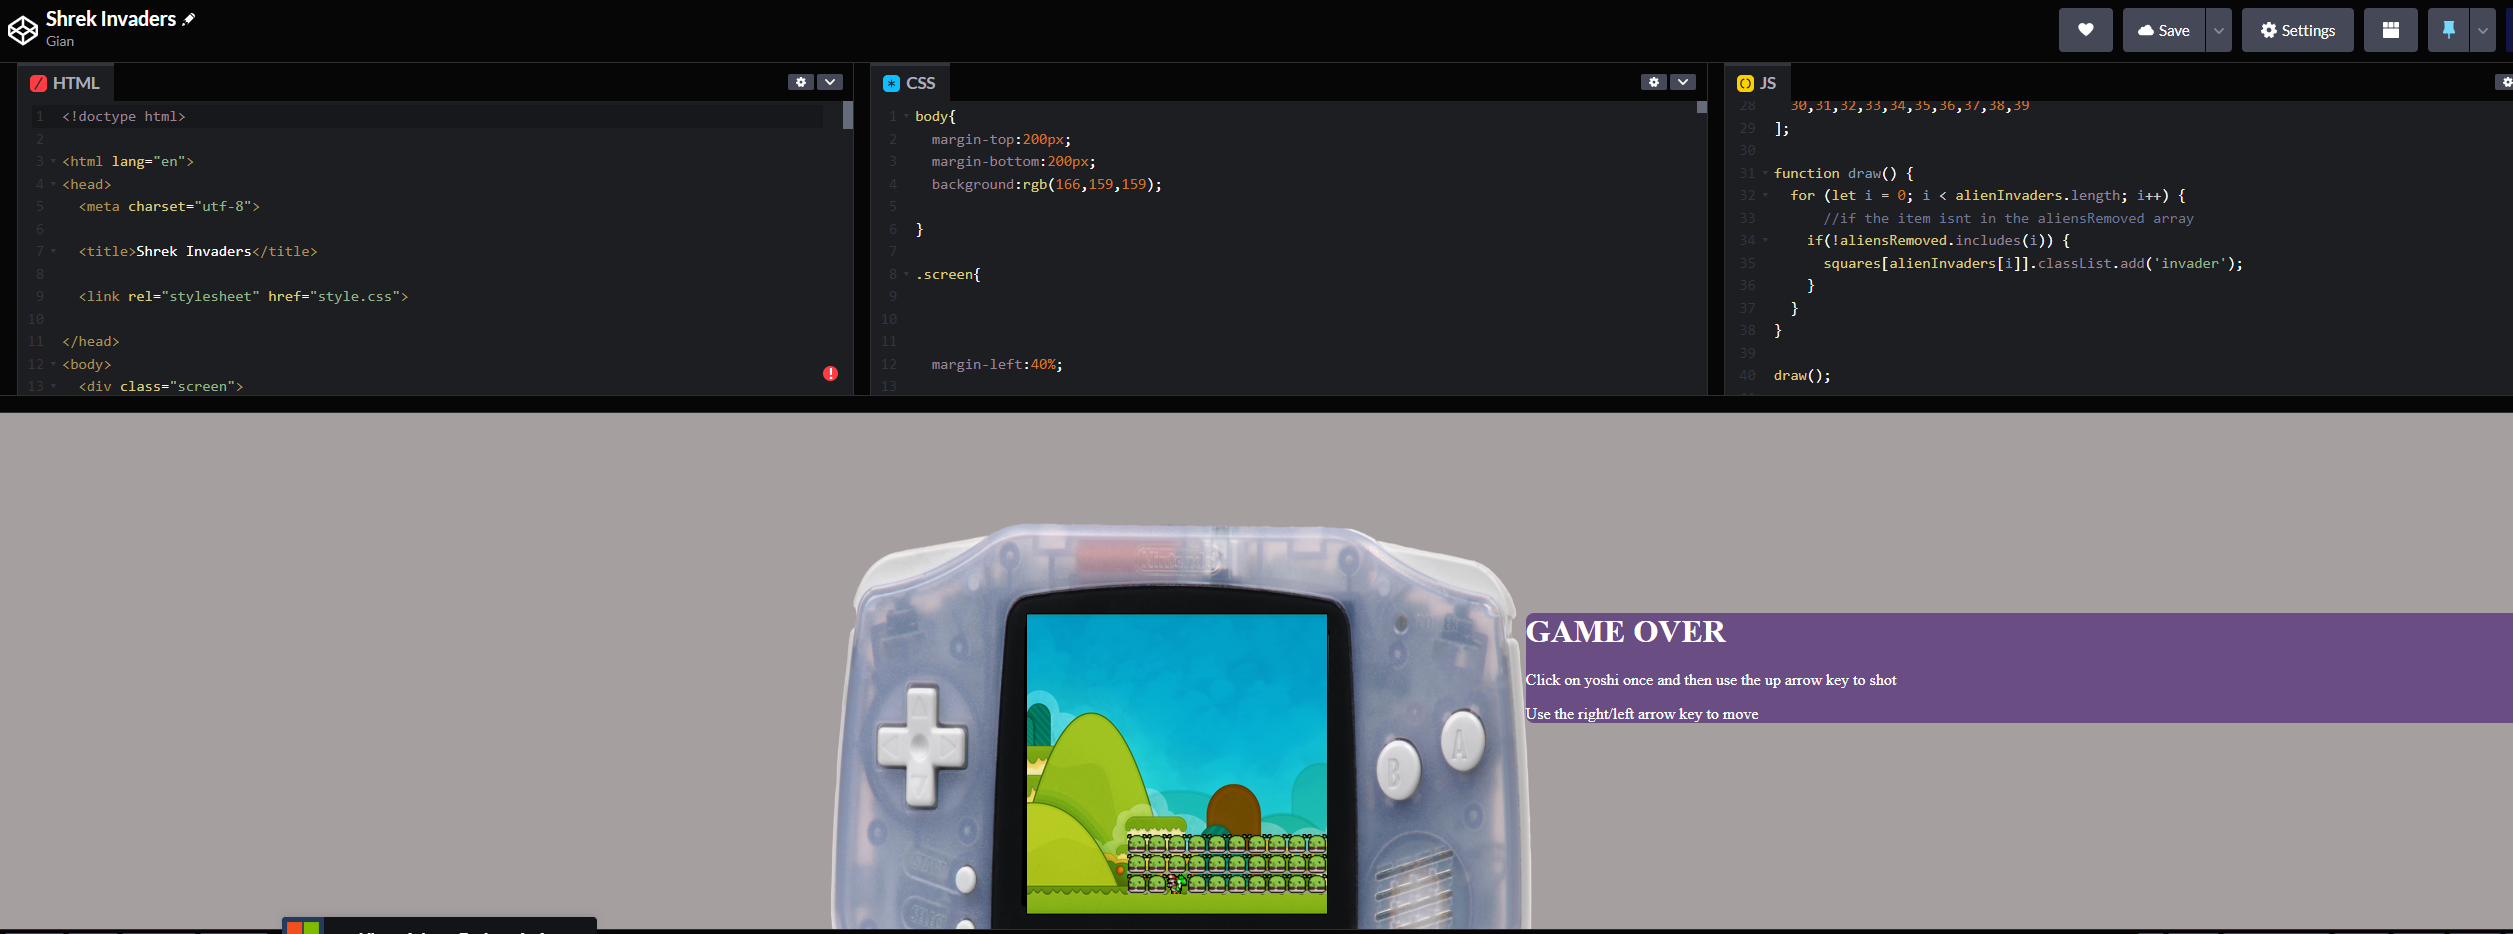 Shrek Invaders
Gian
Save
Settings
HTML
1 <!doctype html>
2
3 <html lang="en">
4 <head>
5 <meta charset="utf-8">
6
7 <title>Shrek Invaders</title>
8
9 <link rel="stylesheet" href="style.css">
10
11 </head>
12 <body>
13 <div class="screen">
CSS
1 body{
2 margin-top:200px;
3 margin-bottom:200px;
4 background:rgb(166,159,159);
5
6 }
7
8 .screen{
9
10
11
12 margin-left:40%;
13
JS
28 30,31,32,33,34,35,36,37,38,39
29 ];
30
31 function draw() {
32 for (let i = 0; i < alienInvaders.length; i++) {
33 //if the item isnt in the aliensRemoved array
34 if(!aliensRemoved.includes(i)) {
35 squares[alienInvaders[i]].classList.add('invader');
36 }
37 }
38 }
39
40 draw();
Nintendo
GAME OVER
Click on yoshi once and then use the up arrow key to shot
Use the right/left arrow key to move
A
B
START
SELECT